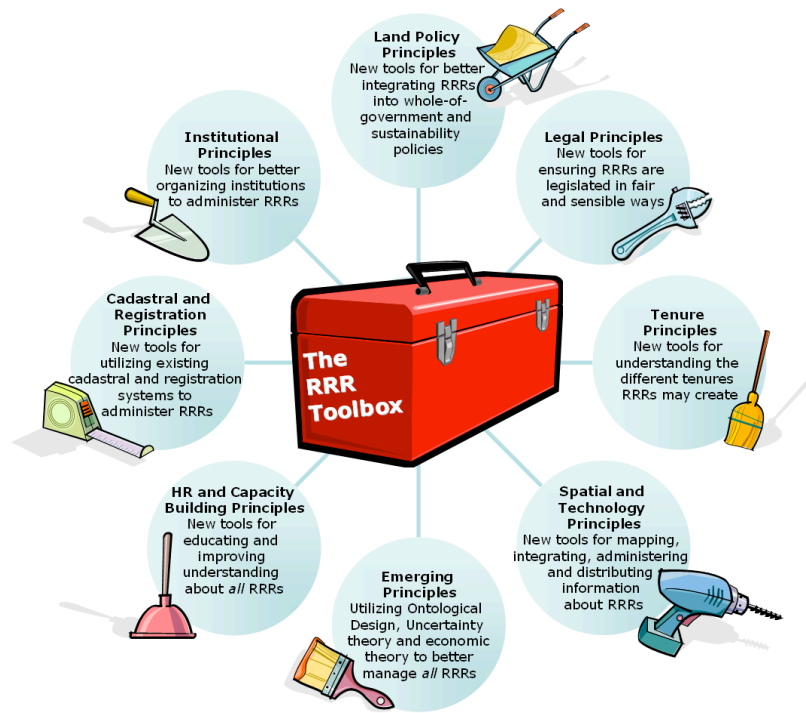 Land Policy
Principles
New tools for better
integrating RRRs
into whole-of-
government and
sustainability
policies
Legal Principles
New tools for
ensuring RRRs are
legislated in fair
and sensible ways
Tenure
Principles
New tools for
understanding the
different tenures
RRRs may create
Spatial and
Technology
Principles
New tools for mapping,
integrating, administering
and distributing
information
about RRRs
Emerging
Principles
Utilizing Ontological
Design, Uncertainty
theory and economic
theory to better
manage all RRRs
HR and Capacity
Building Principles
New tools for
educating and
improving
understanding
about all RRRs
Cadastral and
Registration
Principles
New tools for
utilizing existing
cadastral and registration
systems to
administer RRRs
Institutional
Principles
New tools for better
organizing institutions
to administer RRRs
The
RRR
Toolbox